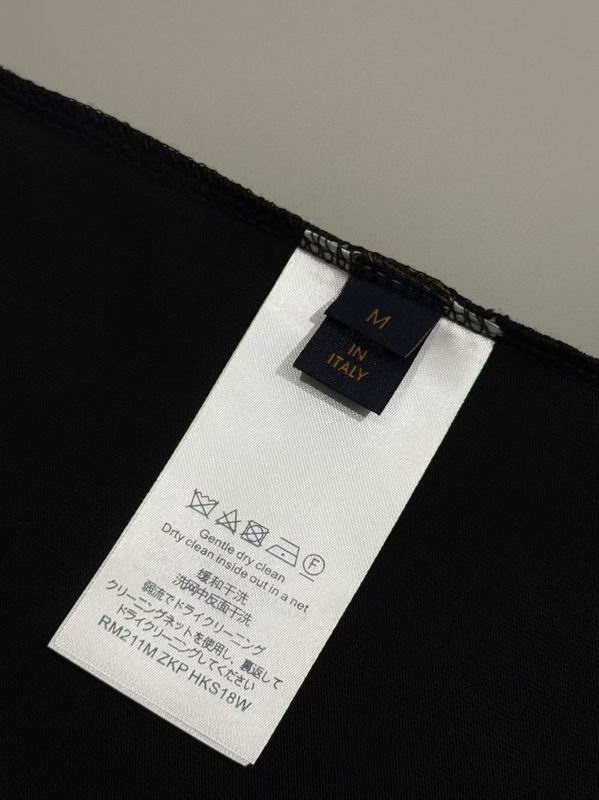 M
IN
ITALY
F
Gentle dry clean
Drty clean inside out in a net
缓和干洗
洗网中反面干洗
弱流でドライクリーニング
クリーニングネットを使用し、裏返して
ドライクリーニングしてください
RM211M ZKP HKS18W